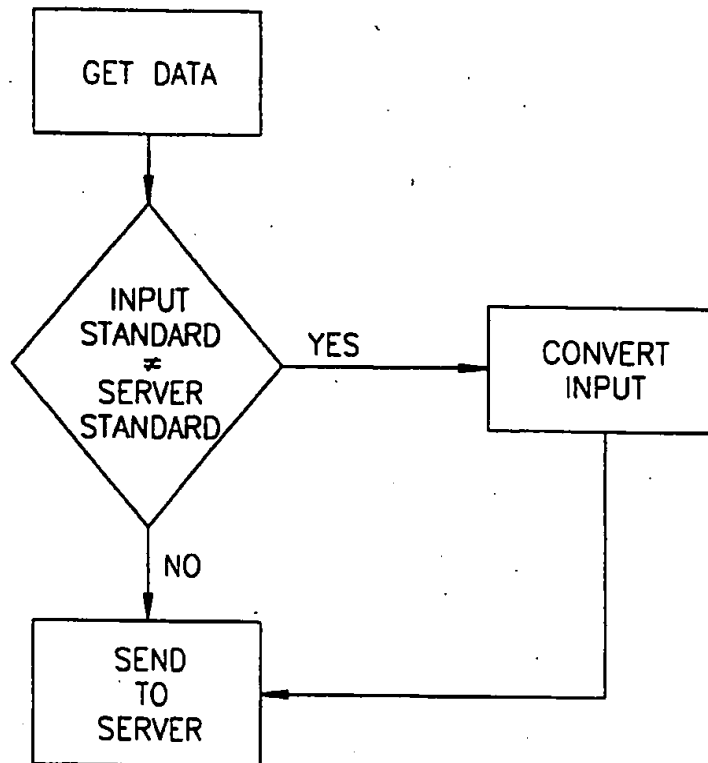 GET DATA
INPUT
STANDARD
≠
SERVER
STANDARD
YES
CONVERT
INPUT
NO
SEND
TO
SERVER